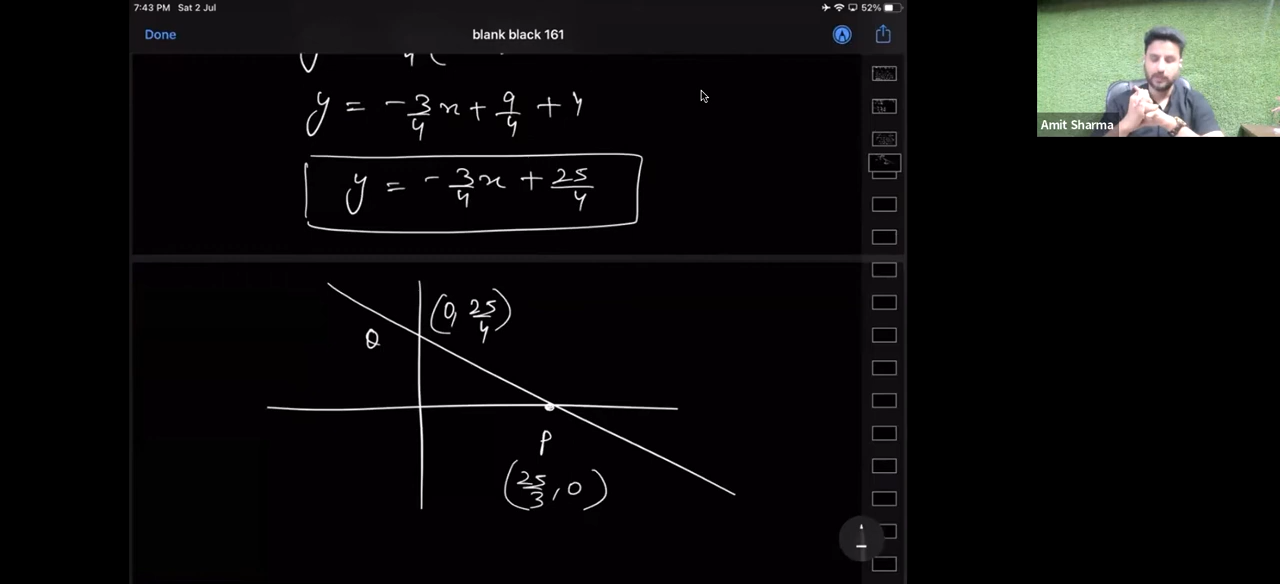 7:43 PM Sat 2 Jul
52%
Done
blank black 161
y = -3/4 x + 9/4 + 4
y = -3/4 x + 25/4
(0, 25/4)
Q
P
(25/3, 0)
Amit Sharma